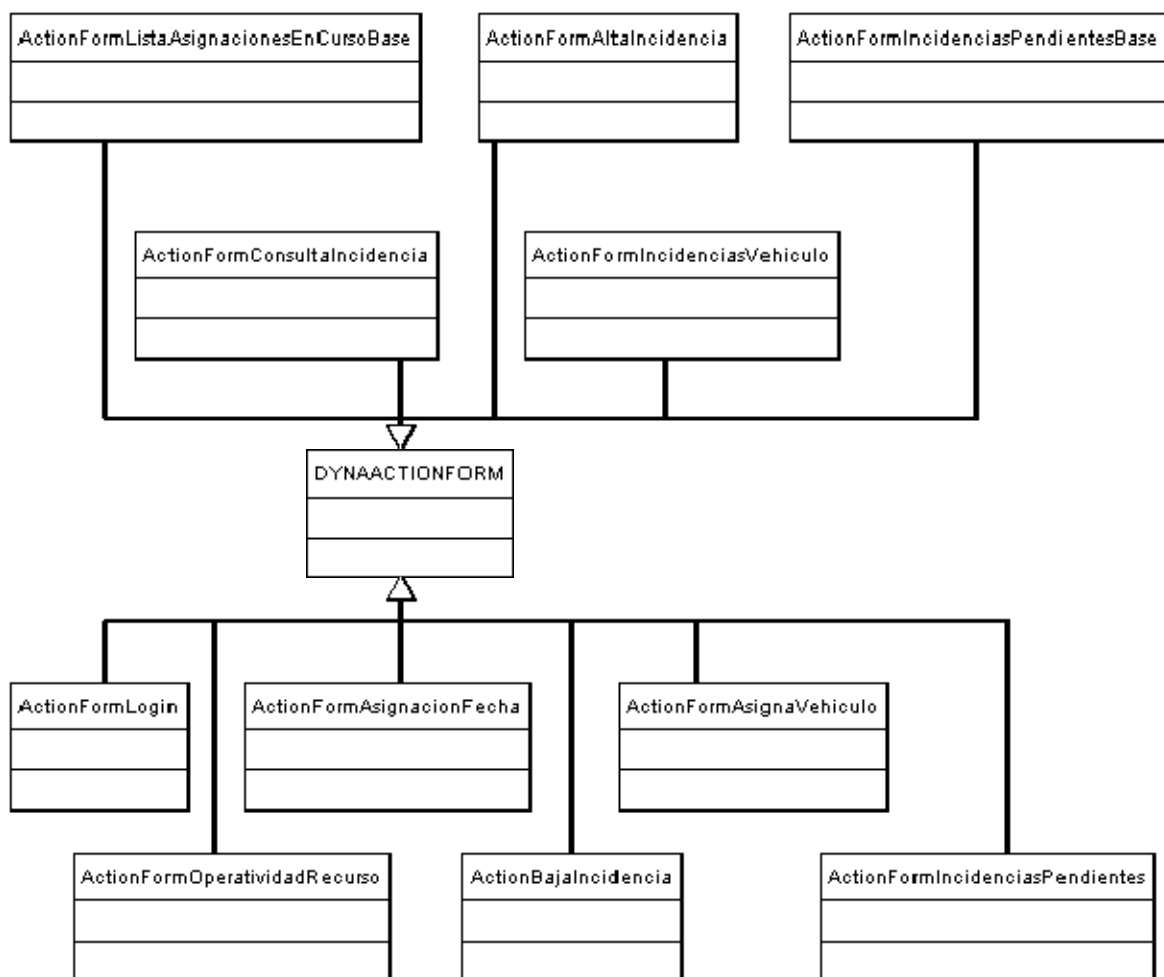 ActionFormListaAsignacionesEnCursoBase
ActionFormAltaIncidencia
ActionFormIncidenciasPendientesBase
ActionFormConsultaIncidencia
ActionFormIncidenciasVehiculo
DYNAACTIONFORM
ActionFormLogin
ActionFormAsignacionFecha
ActionFormAsignaVehiculo
ActionFormOperatividadRecurso
ActionBajaIncidencia
ActionFormIncidenciasPendientes